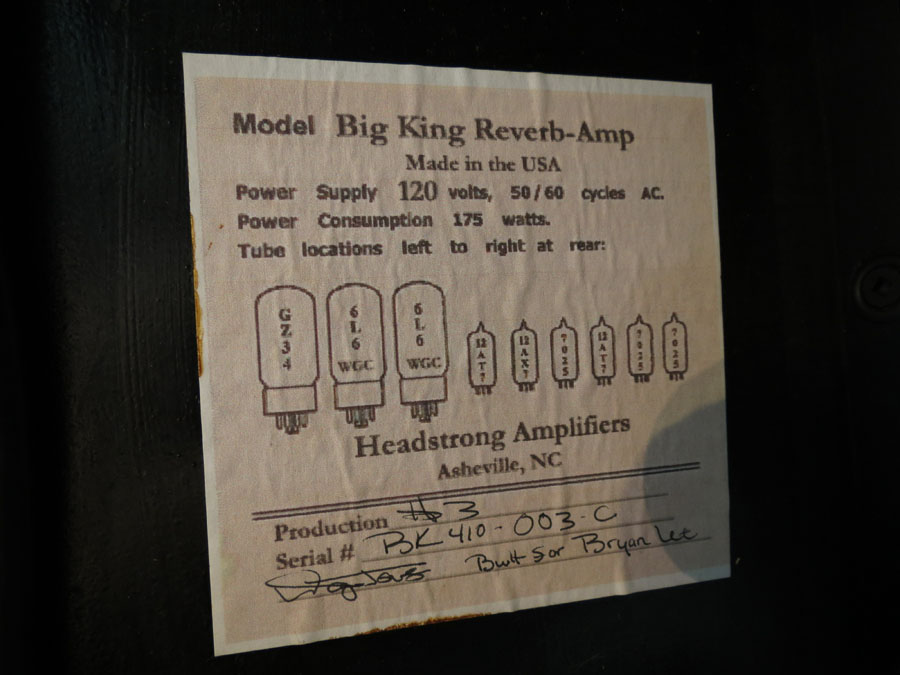 Model Big King Reverb-Amp
Made in the USA
Power Supply 120 volts, 50/60 cycles AC.
Power Consumption 175 watts.
Tube locations left to right at rear:
GZ34 6L6 WGC 6L6 WGC 12AT7 12AX7 7025 12AT7 7025 7025
Headstrong Amplifiers
Asheville, NC
Production #3
Serial # BK410-003-C
Built for Bryan Lee